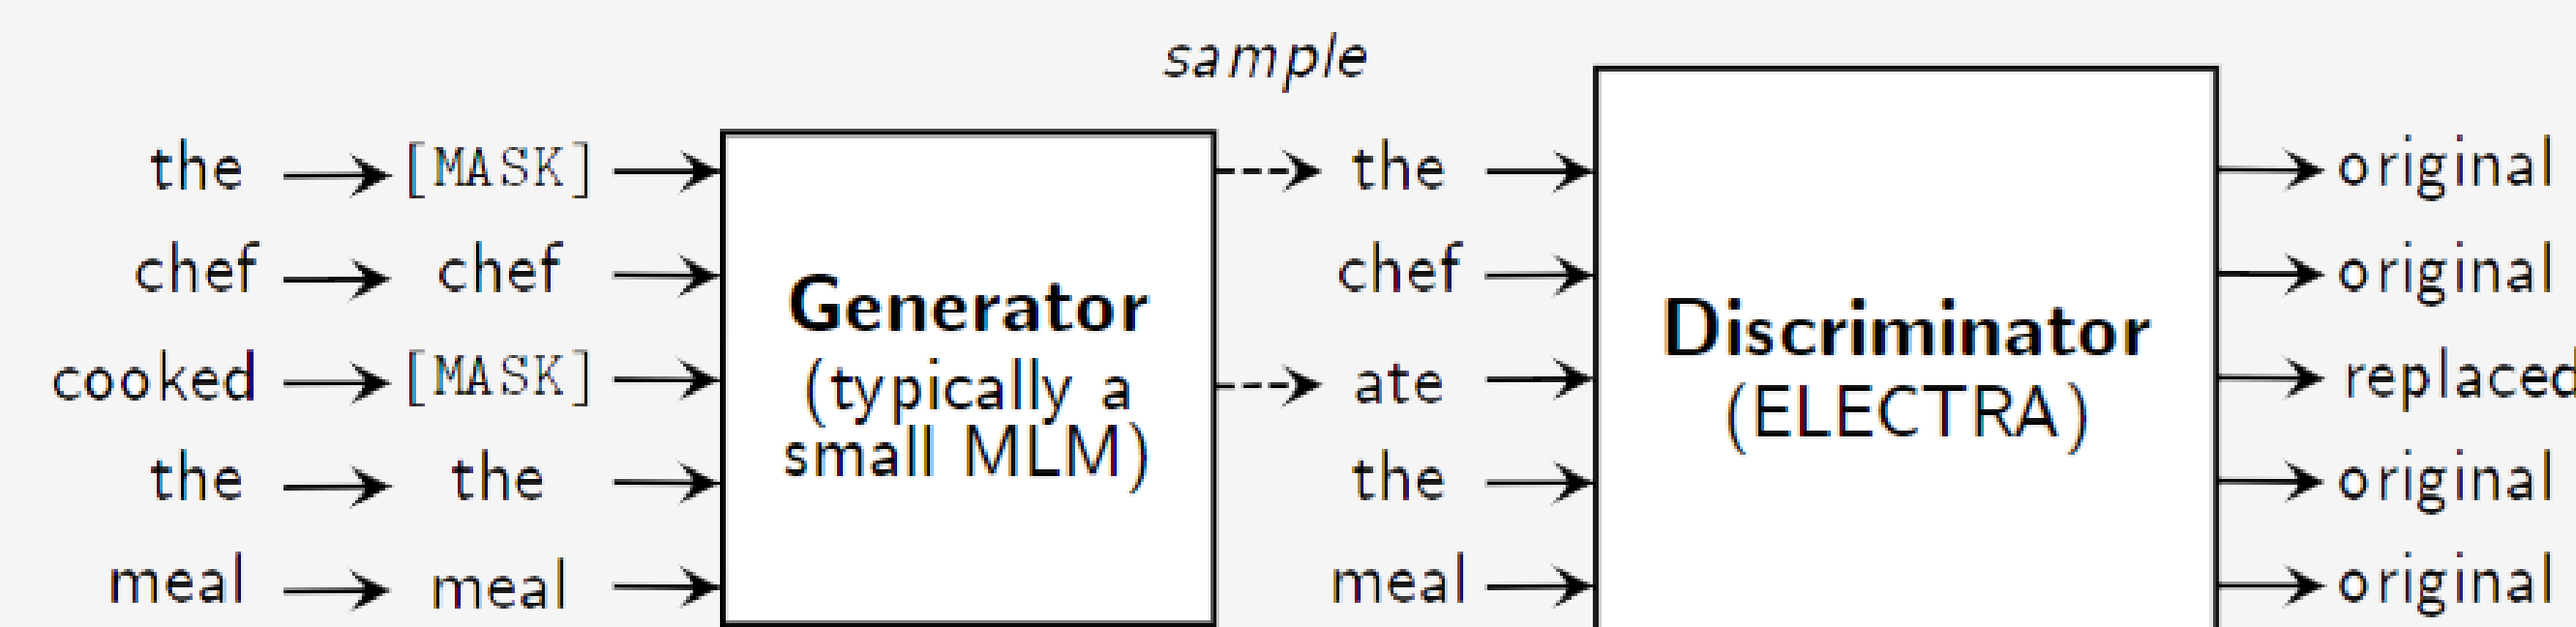 sample
the [MASK] the original
chef chef chef original
Generator
Discriminator
cooked [MASK] ate replaced
(typically a
(ELECTRA)
small MLM)
the the the original
meal meal meal original